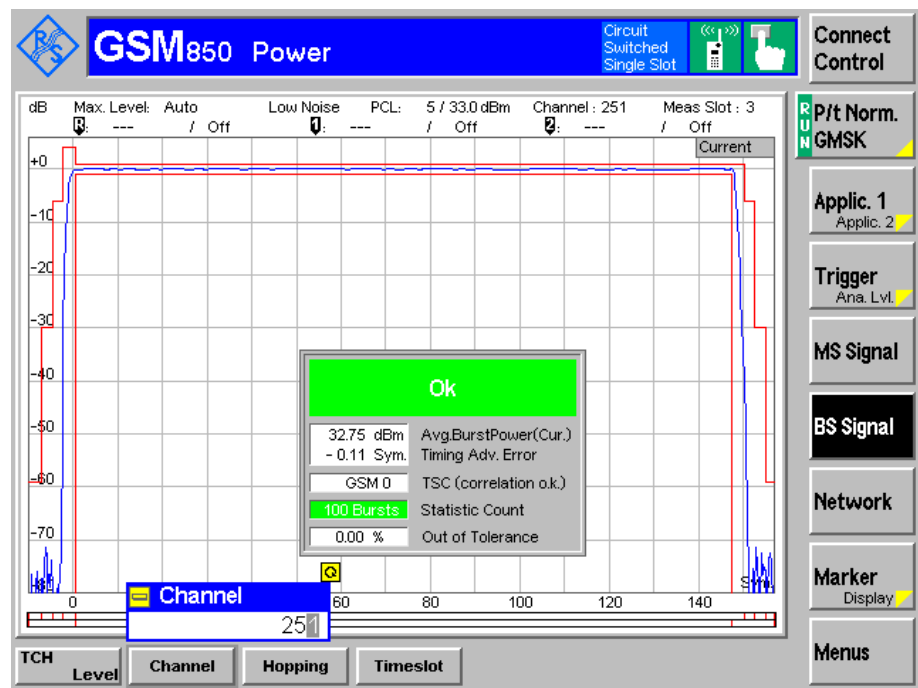 R S
GSM850 Power
Circuit
Switched
Single Slot
Connect
Control
dB Max. Level: Auto Low Noise PCL: 5 / 33.0 dBm Channel : 251 Meas Slot : 3
R: --- / Off 1: --- / Off 2: --- / Off
Current
RUN
P/t Norm.
GMSK
+0
-10
-20
-30
-40
-50
-60
-70
Applic. 1
Applic. 2
Trigger
Ana. Lvl.
MS Signal
BS Signal
Network
Marker
Display
Menus
Ok
32.75 dBm Avg.BurstPower(Cur.)
- 0.11 Sym. Timing Adv. Error
GSM 0 TSC (correlation o.k.)
100 Bursts Statistic Count
0.00 % Out of Tolerance
0 60 80 100 120 140
Channel
251
TCH
Level
Channel
Hopping
Timeslot